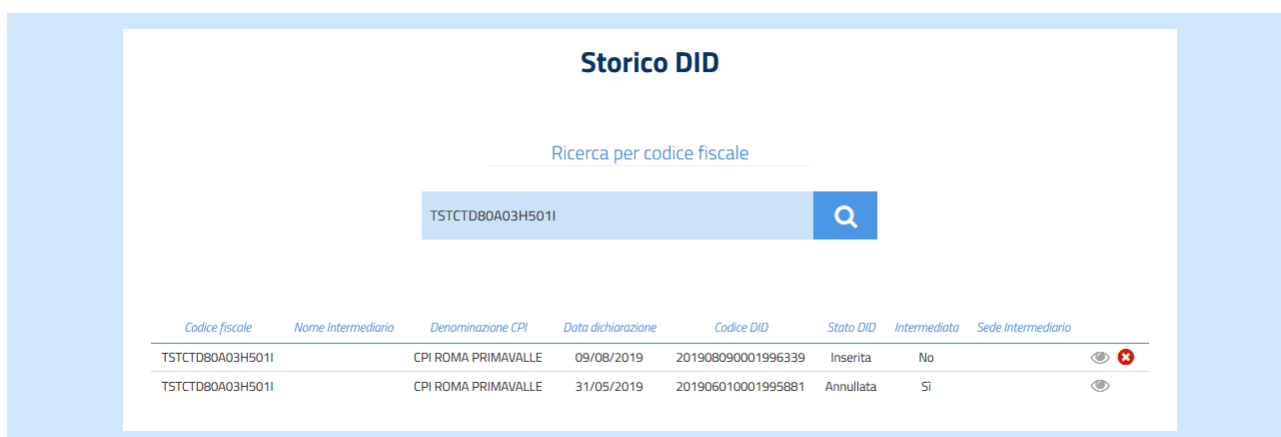 Storico DID
Ricerca per codice fiscale
TSTCTD80A03H501I
Codice fiscale Nome Intermediario Denominazione CPI Data dichiarazione Codice DID Stato DID Intermediata Sede Intermediario
TSTCTD80A03H501I CPI ROMA PRIMAVALLE 09/08/2019 201908090001996339 Inserita No
TSTCTD80A03H501I CPI ROMA PRIMAVALLE 31/05/2019 201906010001995881 Annullata Sì